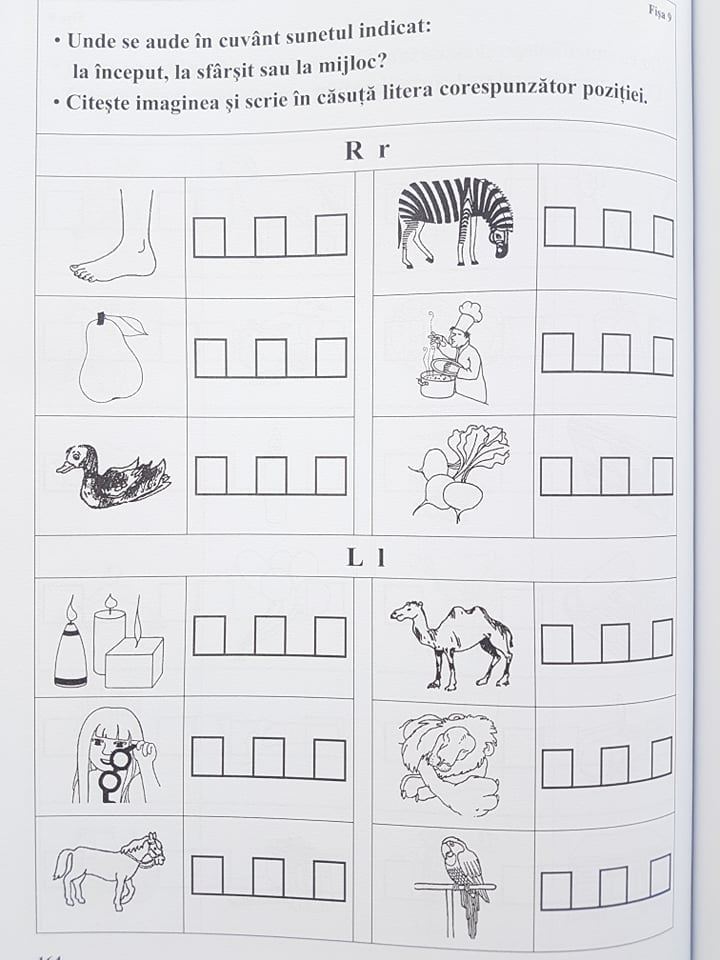 Fișa 9
• Unde se aude în cuvânt sunetul indicat:
la început, la sfârșit sau la mijloc?
• Citește imaginea și scrie în căsuță litera corespunzător poziției.
R r
L l